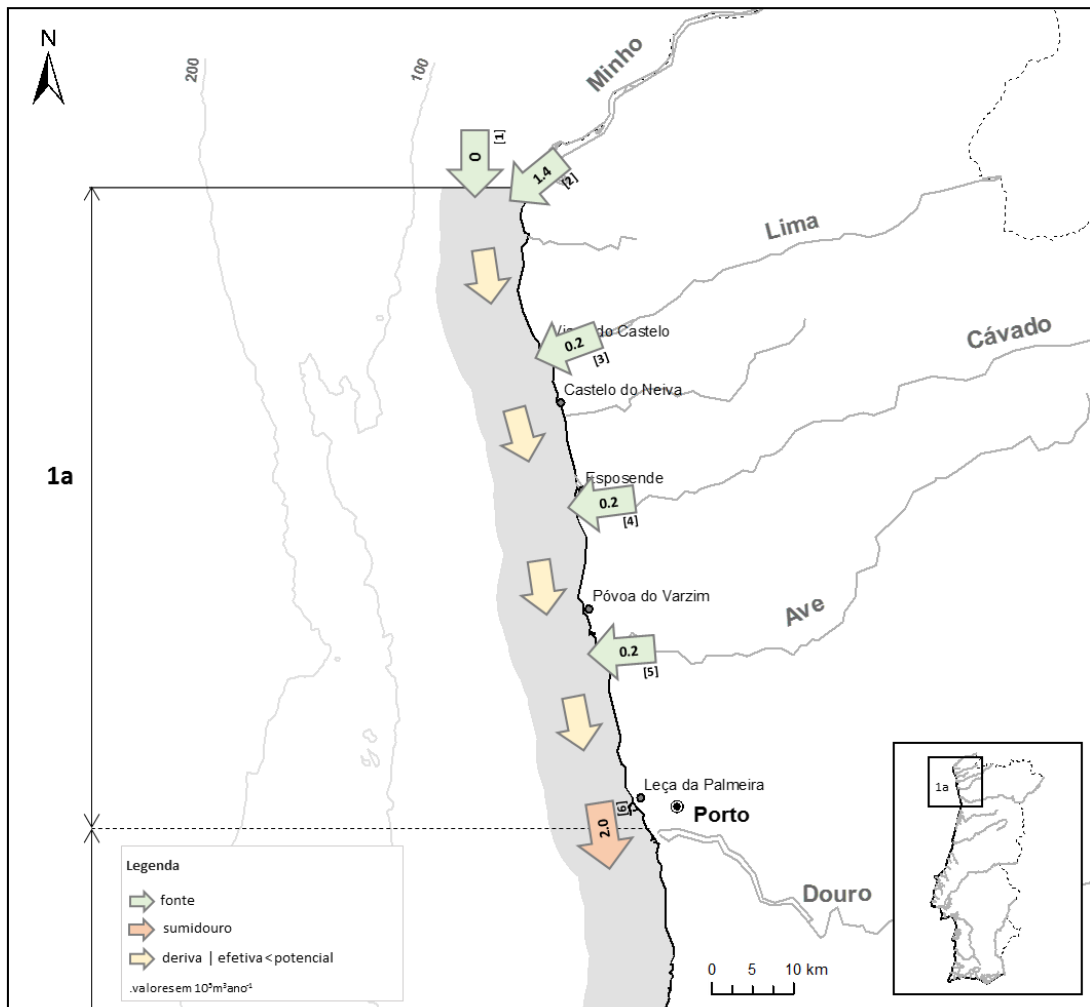 N
200
100
Minho
0
[1]
1.4
[2]
Lima
Viana do Castelo
0.2
[3]
Cávado
Castelo do Neiva
1a
Esposende
0.2
[4]
Póvoa do Varzim
Ave
0.2
[5]
Leça da Palmeira
[6]
2.0
Porto
Douro
1a
Legenda
fonte
sumidouro
deriva | efetiva<potencial
.valores em 10⁵m³ano⁻¹
0 5 10 km